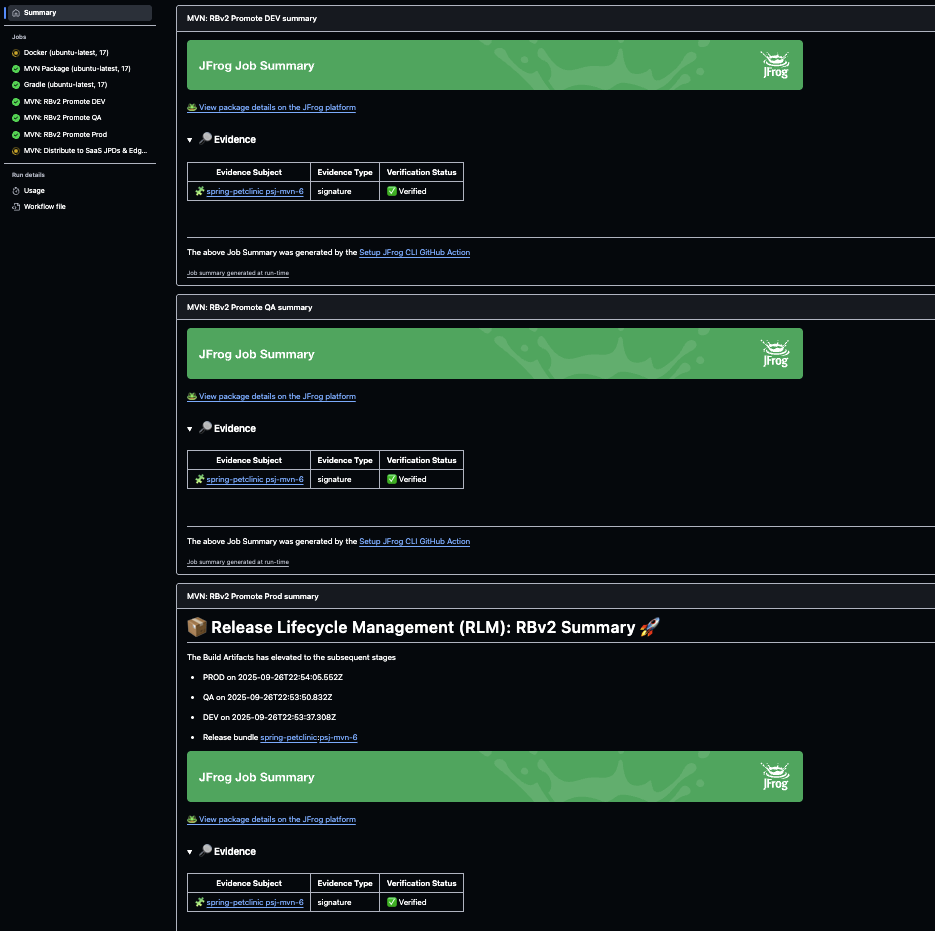 Summary
Jobs
Docker (ubuntu-latest, 17)
MVN Package (ubuntu-latest, 17)
Gradle (ubuntu-latest, 17)
MVN: RBv2 Promote DEV
MVN: RBv2 Promote QA
MVN: RBv2 Promote Prod
MVN: Distribute to SaaS JPDs & Edg...
Run details
Usage
Workflow file
MVN: RBv2 Promote DEV summary
JFrog Job Summary
JFrog
View package details on the JFrog platform
Evidence
Evidence Subject Evidence Type Verification Status
spring-petclinic psj-mvn-6 signature Verified
The above Job Summary was generated by the Setup JFrog CLI GitHub Action
Job summary generated at run-time
MVN: RBv2 Promote QA summary
JFrog Job Summary
JFrog
View package details on the JFrog platform
Evidence
Evidence Subject Evidence Type Verification Status
spring-petclinic psj-mvn-6 signature Verified
The above Job Summary was generated by the Setup JFrog CLI GitHub Action
Job summary generated at run-time
MVN: RBv2 Promote Prod summary
Release Lifecycle Management (RLM): RBv2 Summary
The Build Artifacts has elevated to the subsequent stages
PROD on 2025-09-26T22:54:05.552Z
QA on 2025-09-26T22:53:50.832Z
DEV on 2025-09-26T22:53:37.308Z
Release bundle spring-petclinic:psj-mvn-6
JFrog Job Summary
JFrog
View package details on the JFrog platform
Evidence
Evidence Subject Evidence Type Verification Status
spring-petclinic psj-mvn-6 signature Verified